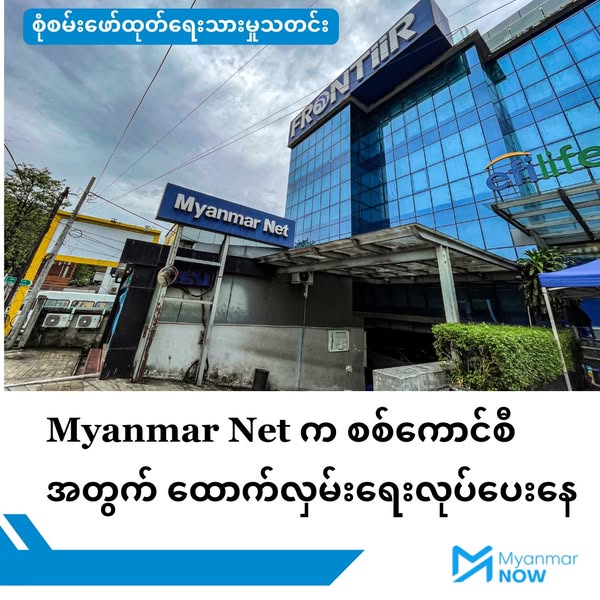 စုံစမ်းဖော်ထုတ်ရေးသားမှုသတင်း
FRONTiiR
Myanmar Net
citilife
Myanmar Net က စစ်ကောင်စီ
အတွက် ထောက်လှမ်းရေးလုပ်ပေးနေ
Myanmar
NOW